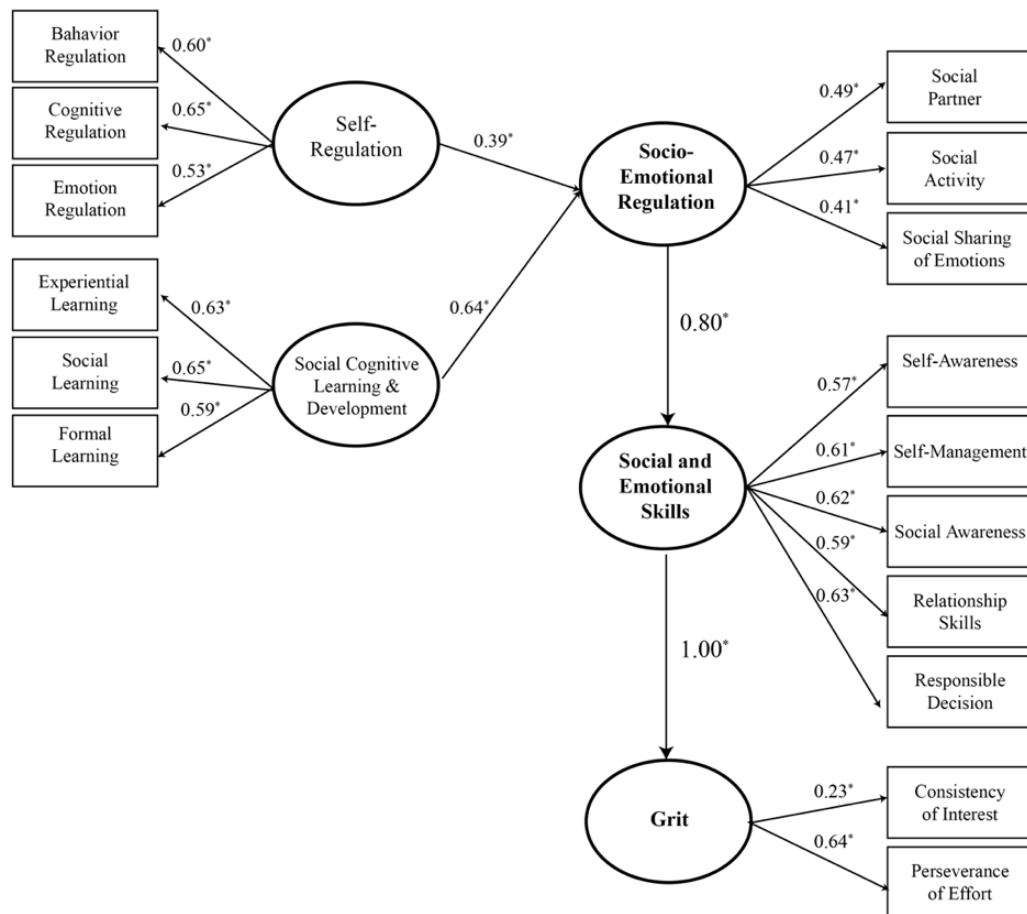 Bahavior
Regulation
0.60*
Cognitive
Regulation
0.65*
Emotion
Regulation
0.53*
Self-
Regulation
0.39*
Experiential
Learning
0.63*
Social
Learning
0.65*
Formal
Learning
0.59*
Social Cognitive
Learning &
Development
0.64*
Socio-
Emotional
Regulation
0.49*
Social
Partner
0.47*
Social
Activity
0.41*
Social Sharing
of Emotions
0.80*
Social and
Emotional
Skills
0.57*
Self-Awareness
0.61*
Self-Management
0.62*
Social Awareness
0.59*
Relationship
Skills
0.63*
Responsible
Decision
1.00*
Grit
0.23*
Consistency
of Interest
0.64*
Perseverance
of Effort